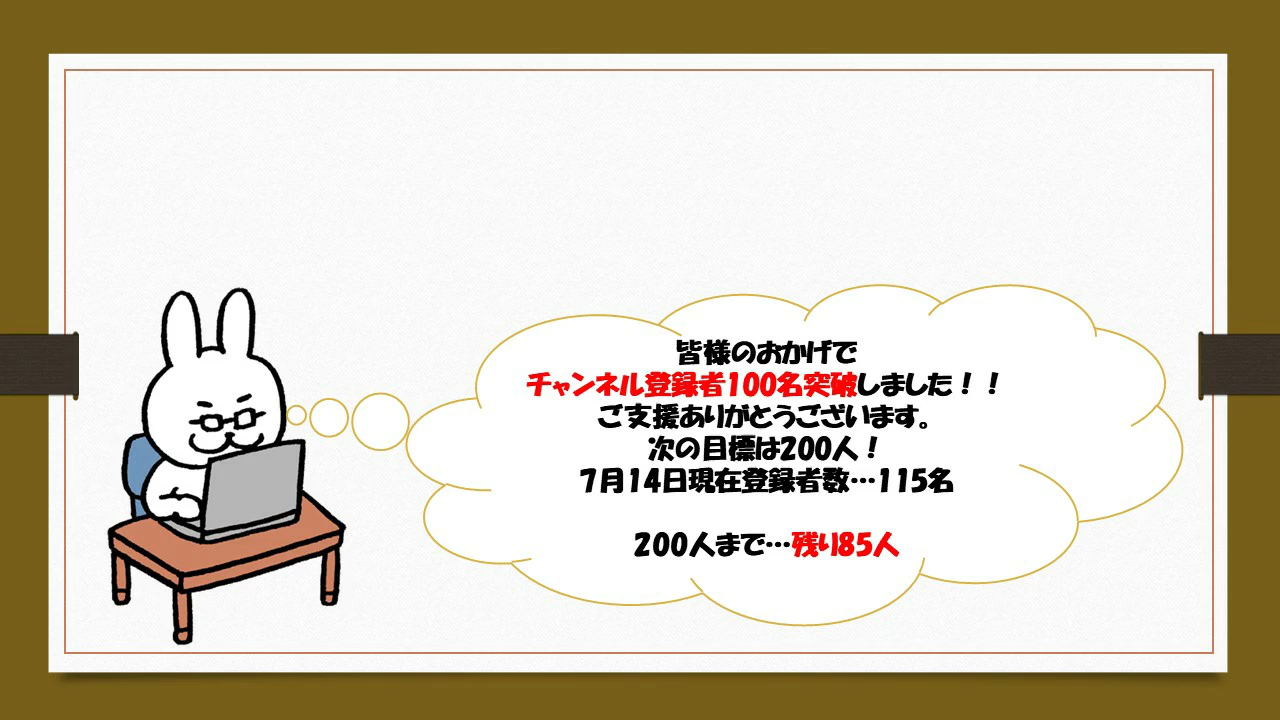 皆様のおかげで
チャンネル登録者100名突破しました！！
ご支援ありがとうございます。
次の目標は200人！
7月14日現在登録者数…115名
200人まで…残り85人